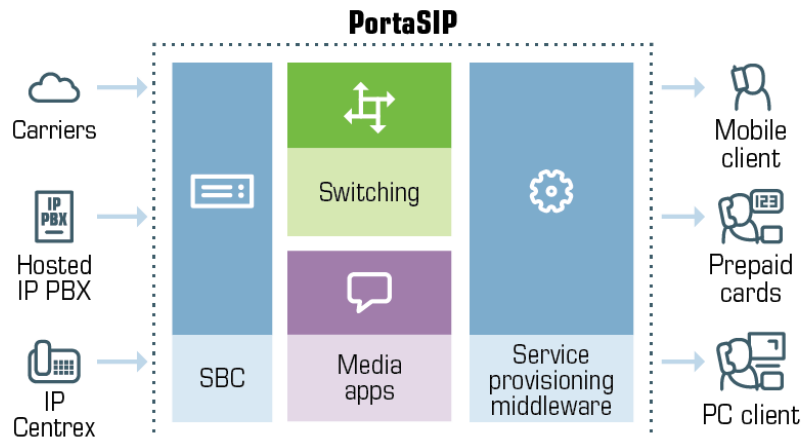 PortaSIP
Carriers
IP
PBX
Hosted
IP PBX
IP
Centrex
SBC
Switching
Media
apps
Service
provisioning
middleware
Mobile
client
123
Prepaid
cards
PC client